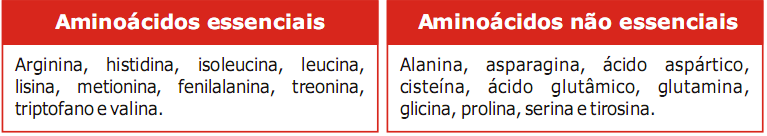 Aminoácidos essenciais
Arginina, histidina, isoleucina, leucina,
lisina, metionina, fenilalanina, treonina,
triptofano e valina.
Aminoácidos não essenciais
Alanina, asparagina, ácido aspártico,
cisteína, ácido glutâmico, glutamina,
glicina, prolina, serina e tirosina.